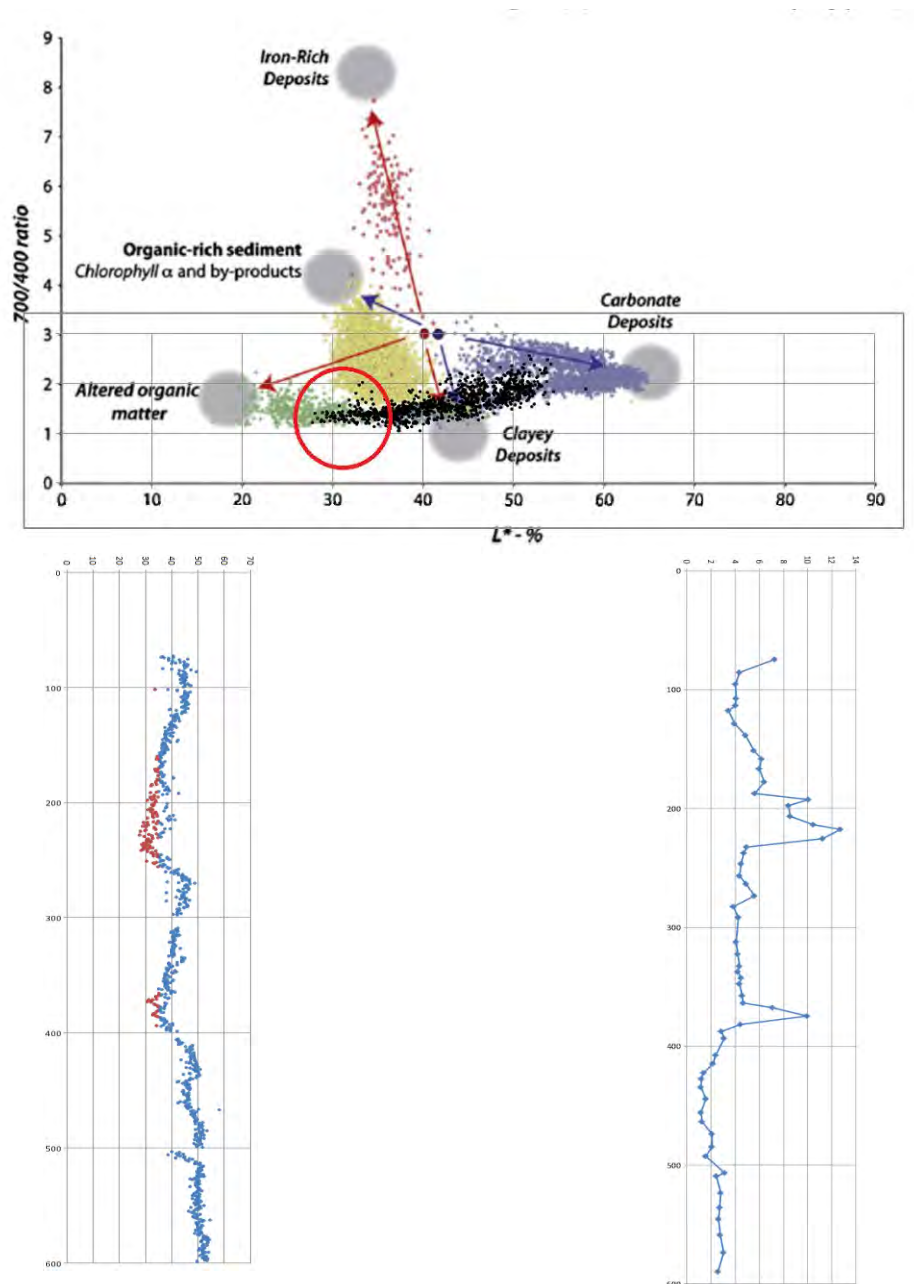 9
8
7
6
5
4
3
2
1
0
700/400 ratio
Iron-Rich
Deposits
Organic-rich sediment
Chlorophyll α and by-products
Carbonate
Deposits
Altered organic
matter
Clayey
Deposits
0 10 20 30 40 50 60 70 80 90
L* - %
0 10 20 30 40 50 60 70
0
100
200
300
400
500
600
0 2 4 6 8 10 12 14
0
100
200
300
400
500